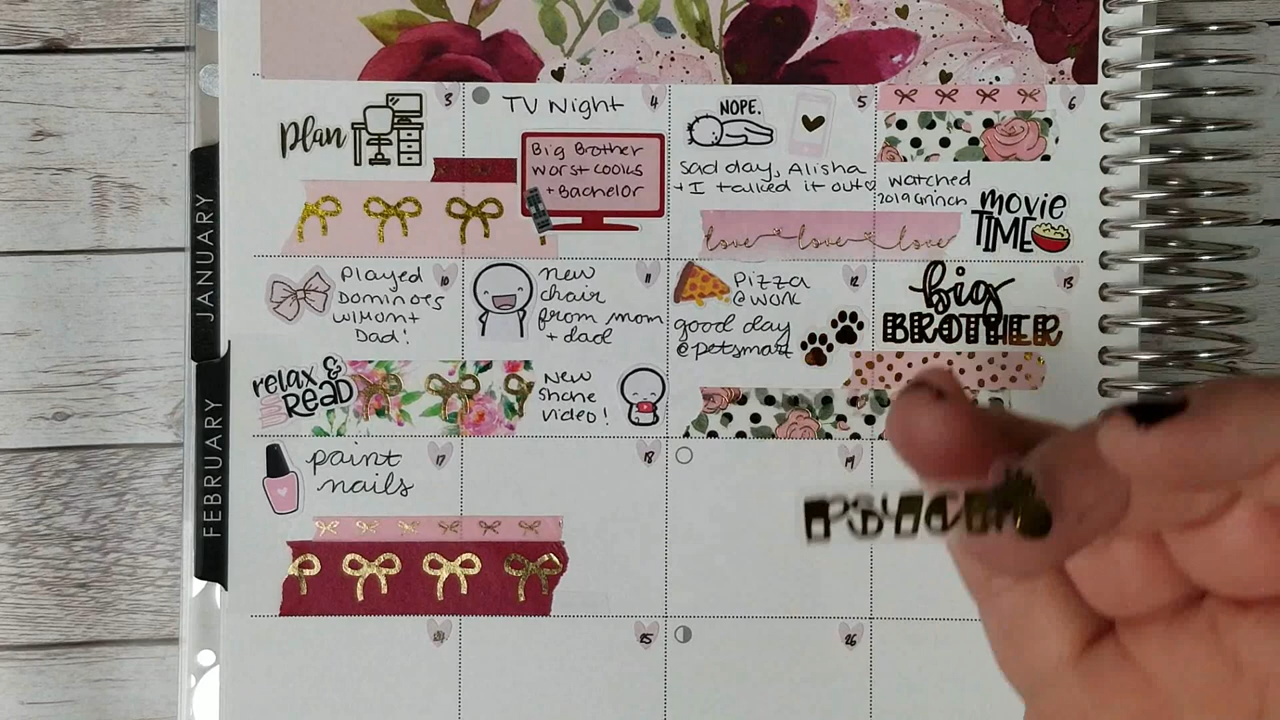 3
4
5
6
Plan
TV Night
Big Brother
worst cooks
+ Bachelor
NOPE.
sad day, Alisha
+ I talked it out
love love love
watched
2019 Grinch
movie
TIME
10
11
12
13
Played
Dominoes
w/mom +
Dad!
relax &
READ
new
chair
from mom
+ dad
New
Shane
video!
Pizza
@ work
good day
@ petsmart
big
BROTHER
17
18
19
paint
nails
25
26
JANUARY
FEBRUARY